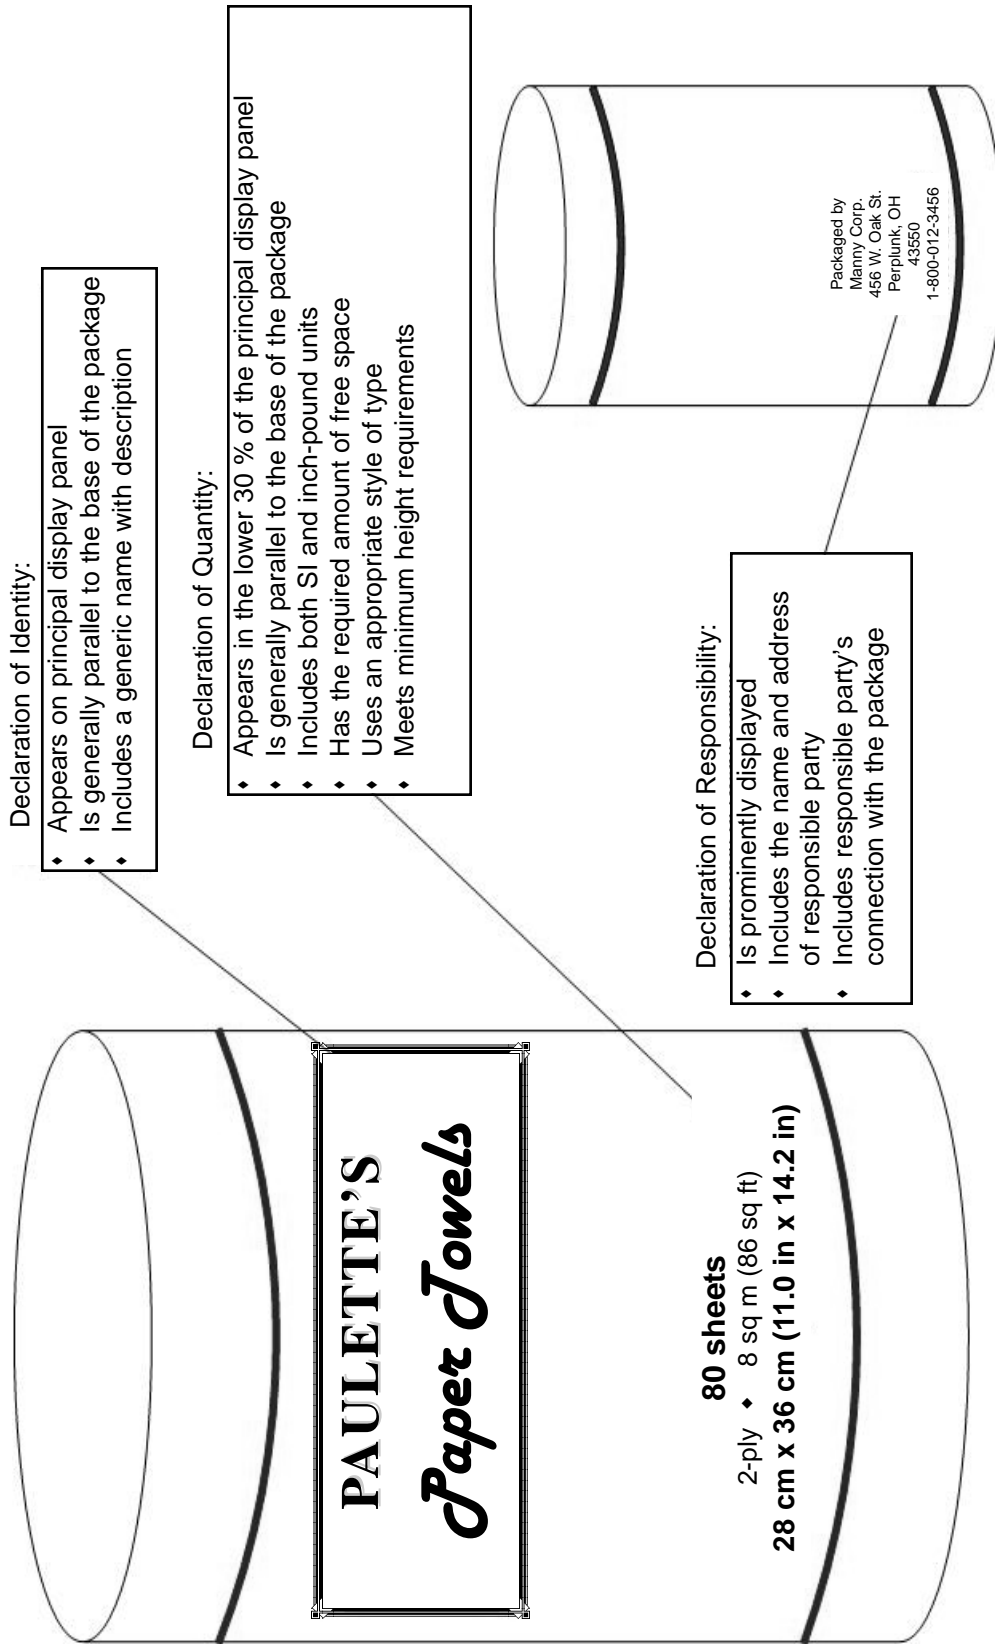 Declaration of Identity:
♦ Appears on principal display panel
♦ Is generally parallel to the base of the package
♦ Includes a generic name with description
Declaration of Quantity:
♦ Appears in the lower 30 % of the principal display panel
♦ Is generally parallel to the base of the package
♦ Includes both SI and inch-pound units
♦ Has the required amount of free space
♦ Uses an appropriate style of type
♦ Meets minimum height requirements
PAULETTE'S
Paper Towels
80 sheets
2-ply ♦ 8 sq m (86 sq ft)
28 cm x 36 cm (11.0 in x 14.2 in)
Declaration of Responsibility:
♦ Is prominently displayed
♦ Includes the name and address
of responsible party
♦ Includes responsible party's
connection with the package
Packaged by
Manny Corp.
456 W. Oak St.
Perplunk, OH
43550
1-800-012-3456